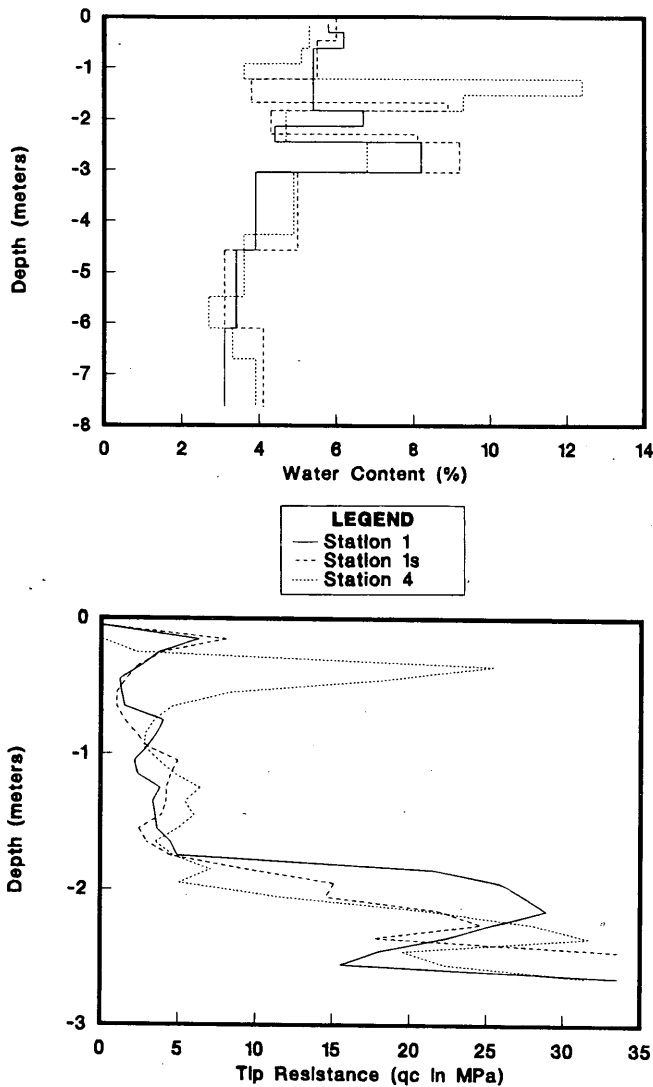 0
-1
-2
-3
-4
-5
-6
-7
-8
Depth (meters)
0 2 4 6 8 10 12 14
Water Content (%)
LEGEND
Station 1
Station 1s
Station 4
0
-1
-2
-3
Depth (meters)
0 5 10 15 20 25 30 35
Tip Resistance (qc in MPa)